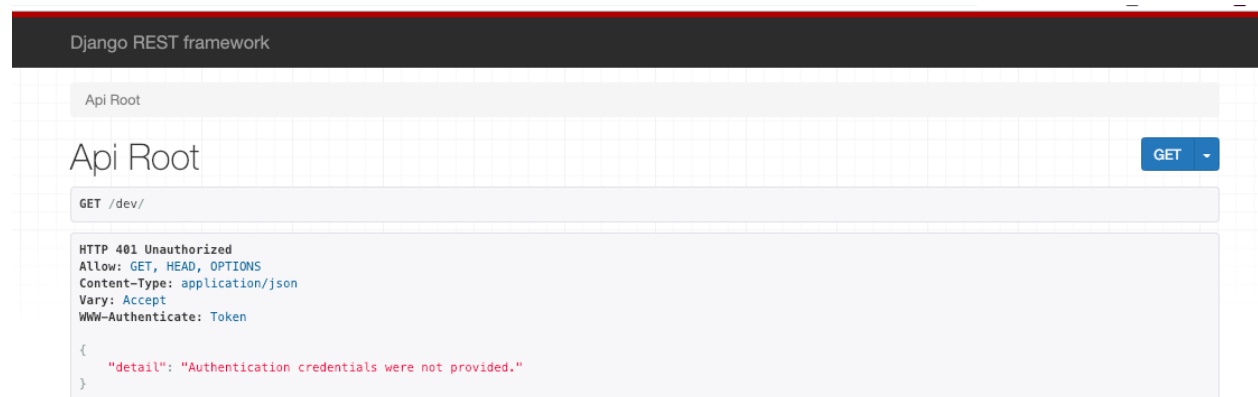 Django REST framework
Api Root
Api Root
GET
GET /dev/
HTTP 401 Unauthorized
Allow: GET, HEAD, OPTIONS
Content-Type: application/json
Vary: Accept
WWW-Authenticate: Token
{
"detail": "Authentication credentials were not provided."
}